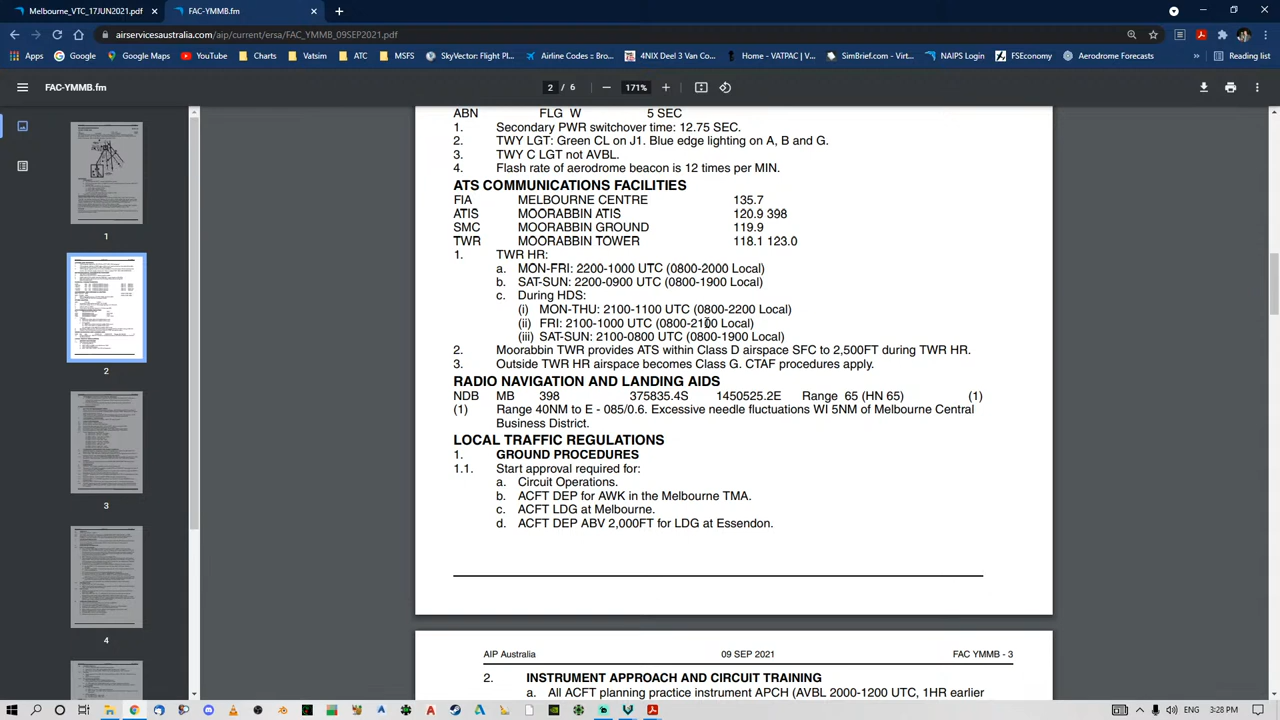 Melbourne_VTC_17JUN2021.pdf
FAC-YMMB.fm
airservicesaustralia.com/aip/current/ersa/FAC_YMMB_09SEP2021.pdf
Apps Google Google Maps YouTube Charts Vatsim ATC MSFS SkyVector: Flight Pl... Airline Codes :: Bro... 4NIX Deel 3 Van Co... Home - VATPAC | V... SimBrief.com - Virt... NAIPS Login FSEconomy Aerodrome Forecasts » Reading list
FAC-YMMB.fm
2 / 6
171%
1
2
3
4
ABN FLG W 5 SEC
1. Secondary PWR switchover time: 12.75 SEC.
2. TWY LGT: Green CL on J1. Blue edge lighting on A, B and G.
3. TWY C LGT not AVBL.
4. Flash rate of aerodrome beacon is 12 times per MIN.
ATS COMMUNICATIONS FACILITIES
FIA MELBOURNE CENTRE 135.7
ATIS MOORABBIN ATIS 120.9 398
SMC MOORABBIN GROUND 119.9
TWR MOORABBIN TOWER 118.1 123.0
1. TWR HR:
a. MON-FRI: 2200-1000 UTC (0800-2000 Local)
b. SAT-SUN: 2200-0900 UTC (0800-1900 Local)
c. During HDS:
(i) MON-THU: 2100-1100 UTC (0800-2200 Local)
(ii) FRI: 2100-1000 UTC (0800-2100 Local)
(iii) SAT-SUN: 2100-0800 UTC (0800-1900 Local)
2. Moorabbin TWR provides ATS within Class D airspace SFC to 2,500FT during TWR HR.
3. Outside TWR HR airspace becomes Class G. CTAF procedures apply.
RADIO NAVIGATION AND LANDING AIDS
NDB MB 398 375835.4S 1450525.2E Range 65 (HN 65) (1)
(1) Range 30NM to E - 085/0.6. Excessive needle fluctuations WI 5NM of Melbourne Central
Business District.
LOCAL TRAFFIC REGULATIONS
1. GROUND PROCEDURES
1.1. Start approval required for:
a. Circuit Operations.
b. ACFT DEP for AWK in the Melbourne TMA.
c. ACFT LDG at Melbourne.
d. ACFT DEP ABV 2,000FT for LDG at Essendon.
AIP Australia 09 SEP 2021 FAC YMMB - 3
2. INSTRUMENT APPROACH AND CIRCUIT TRAINING
All ACFT planning practice instrument APCH (AVBL 2000-1200 UTC, 1HR earlier
ENG 3:28 PM